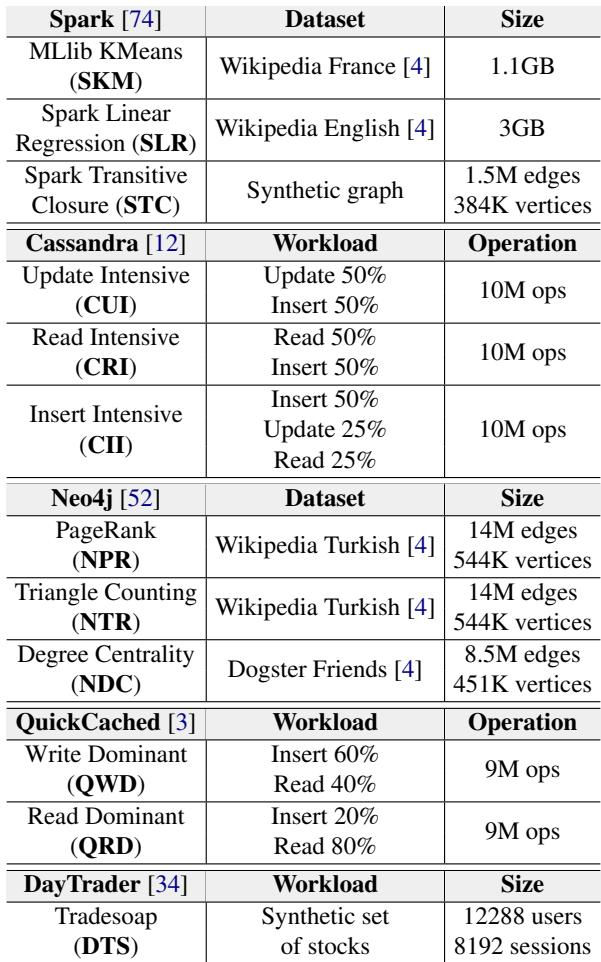 Spark [74] Dataset Size
MLlib KMeans
(SKM) Wikipedia France [4] 1.1GB
Spark Linear
Regression (SLR) Wikipedia English [4] 3GB
Spark Transitive
Closure (STC) Synthetic graph 1.5M edges
384K vertices
Cassandra [12] Workload Operation
Update Intensive
(CUI) Update 50%
Insert 50% 10M ops
Read Intensive
(CRI) Read 50%
Insert 50% 10M ops
Insert Intensive
(CII) Insert 50%
Update 25%
Read 25% 10M ops
Neo4j [52] Dataset Size
PageRank
(NPR) Wikipedia Turkish [4] 14M edges
544K vertices
Triangle Counting
(NTR) Wikipedia Turkish [4] 14M edges
544K vertices
Degree Centrality
(NDC) Dogster Friends [4] 8.5M edges
451K vertices
QuickCached [3] Workload Operation
Write Dominant
(QWD) Insert 60%
Read 40% 9M ops
Read Dominant
(QRD) Insert 20%
Read 80% 9M ops
DayTrader [34] Workload Size
Tradesoap
(DTS) Synthetic set
of stocks 12288 users
8192 sessions